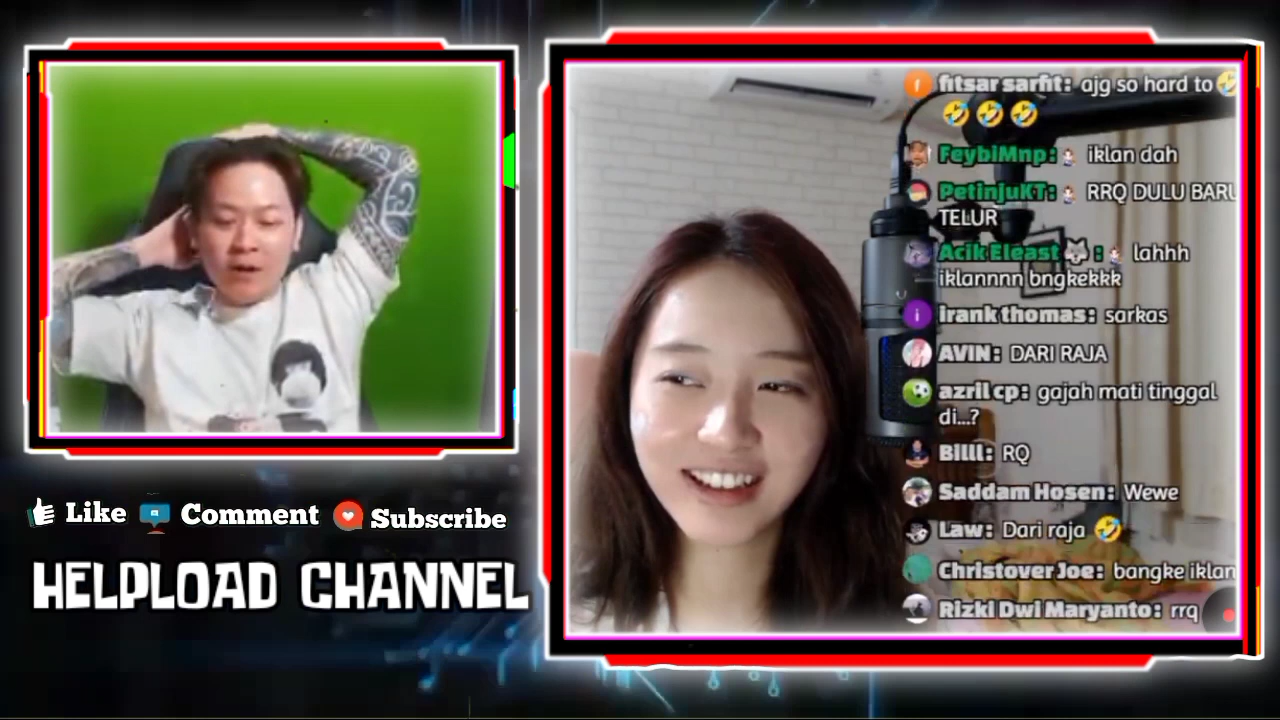 Like Comment Subscribe
HELPLOAD CHANNEL
f fitsar sarfit: ajg so hard to 🤣
🤣 🤣 🤣
FeybiMnp: iklan dah
PetinjuKT: RRQ DULU BARU
TELUR
Acik Eleast 🐺: lahhh
iklannnn bngkekkk
i irank thomas: sarkas
AVIN: DARI RAJA
azril cp: gajah mati tinggal
di...?
Billl: RQ
Saddam Hosen: Wewe
Law: Dari raja 🤣
ChristoverJoe: bangke iklan
Rizki Dwi Maryanto: rrq